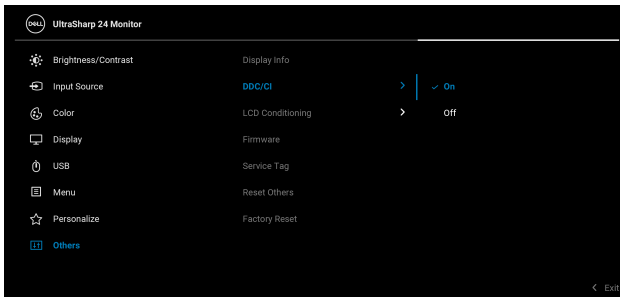 DELL UltraSharp 24 Monitor
Brightness/Contrast Display Info
Input Source DDC/CI On
Color LCD Conditioning Off
Display Firmware
USB Service Tag
Menu Reset Others
Personalize Factory Reset
Others
Exit